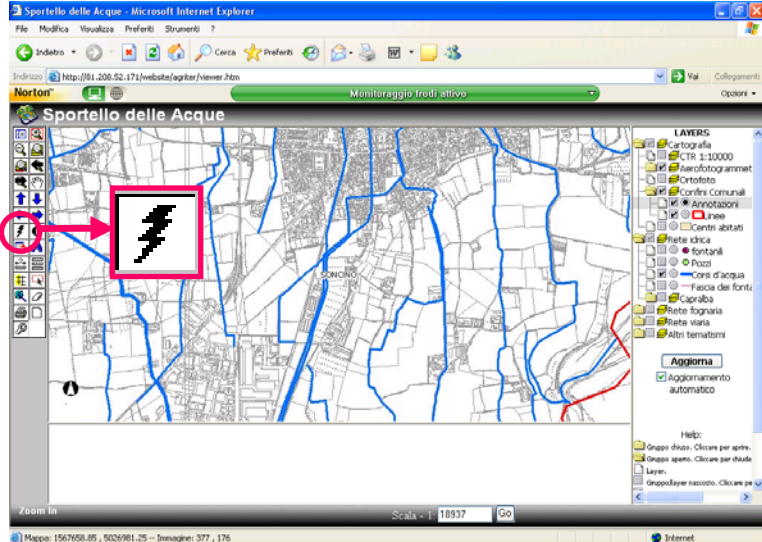 Sportello delle Acque - Microsoft Internet Explorer
File Modifica Visualizza Preferiti Strumenti ?
Indietro Cerca Preferiti
Indirizzo http://81.200.52.171/website/agriter/viewer.htm Vai Collegamenti
Norton™ Monitoraggio frodi attivo Opzioni
Sportello delle Acque
LAYERS
Cartografia
CTR 1:10000
Aerofotogrammet
Ortofoto
Confini Comunali
Annotazioni
Linee
Centri abitati
Rete idrica
fontanili
Pozzi
Corsi d'acqua
Fascia dei fonta
Capralba
Rete fognaria
Rete viaria
Altri tematismi
SONCINO
Aggiorna
Aggiornamento
automatico
Help:
Gruppo chiuso. Cliccare per aprire.
Gruppo aperto. Cliccare per chiude
Layer.
Gruppo/layer nascosto. Cliccare pe
Zoom In Scala - 1: 18937 Go
Mappa: 1567658.85 , 5026981.25 -- Immagine: 377 , 176 Internet